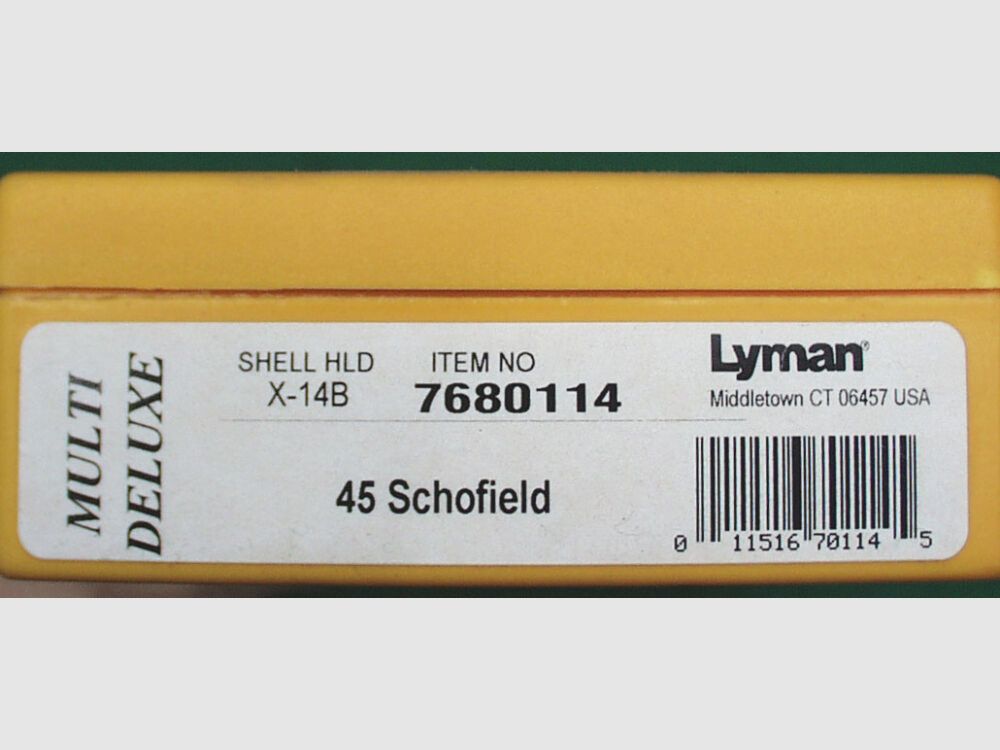 MULTI
DELUXE
SHELL HLD
X-14B
ITEM NO
7680114
45 Schofield
Lyman®
Middletown CT 06457 USA
0 11516 70114 5